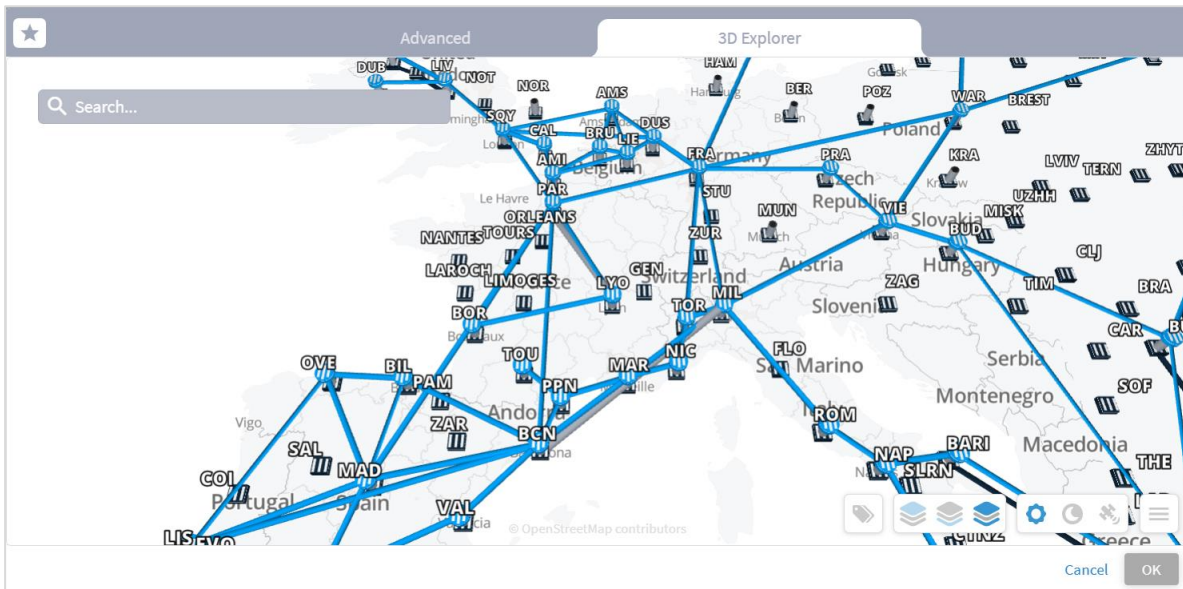 Advanced
3D Explorer
Search...
DUB
LIV
NOT
NOR
AMS
HAM
BER
POZ
WAR
BREST
SQY
CAL
BRU
DUS
LIE
AMI
Belgium
FRA
PRA
Poland
KRA
LVIV
TERN
ZHYT
UZHH
PAR
Le Havre
STU
Republic
VIE
Slovakia
MISK
ORLEANS
TOURS
NANTES
MUN
ZUR
BUD
Hungary
CLJ
LAROCH
LIMOGES
GEN
Switzerland
Austria
LYO
MIL
ZAG
Slovenia
TIM
BRA
BOR
TOR
CAR
OVE
BIL
PAM
TOU
MAR
NIC
FLO
San Marino
Serbia
SOF
PPN
Andorra
Montenegro
Vigo
ZAR
BCN
ROM
SAL
MAD
NAP
BARI
Macedonia
THE
COI
Portugal
Spain
SLRN
VAL
© OpenStreetMap contributors
LIS
EVO
Greece
Cancel
OK